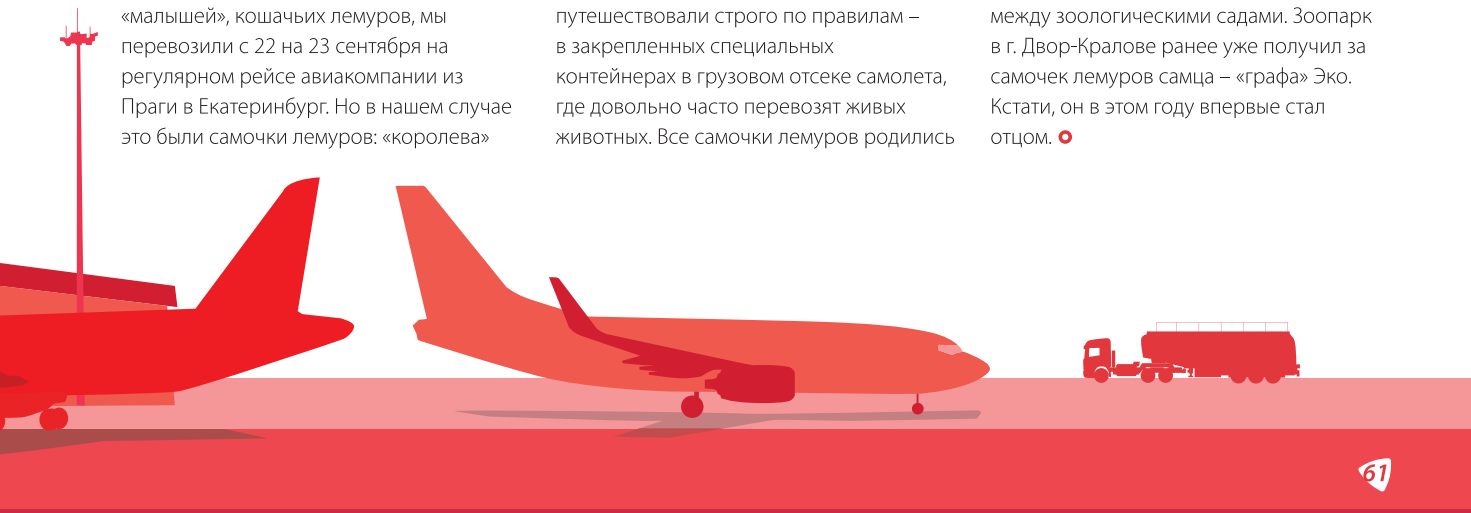 «малышей», кошачьих лемуров, мы
перевозили с 22 на 23 сентября на
регулярном рейсе авиакомпании из
Праги в Екатеринбург. Но в нашем случае
это были самочки лемуров: «королева»
путешествовали строго по правилам –
в закрепленных специальных
контейнерах в грузовом отсеке самолета,
где довольно часто перевозят живых
животных. Все самочки лемуров родились
между зоологическими садами. Зоопарк
в г. Двор-Кралове ранее уже получил за
самочек лемуров самца – «графа» Эко.
Кстати, он в этом году впервые стал
отцом.
61